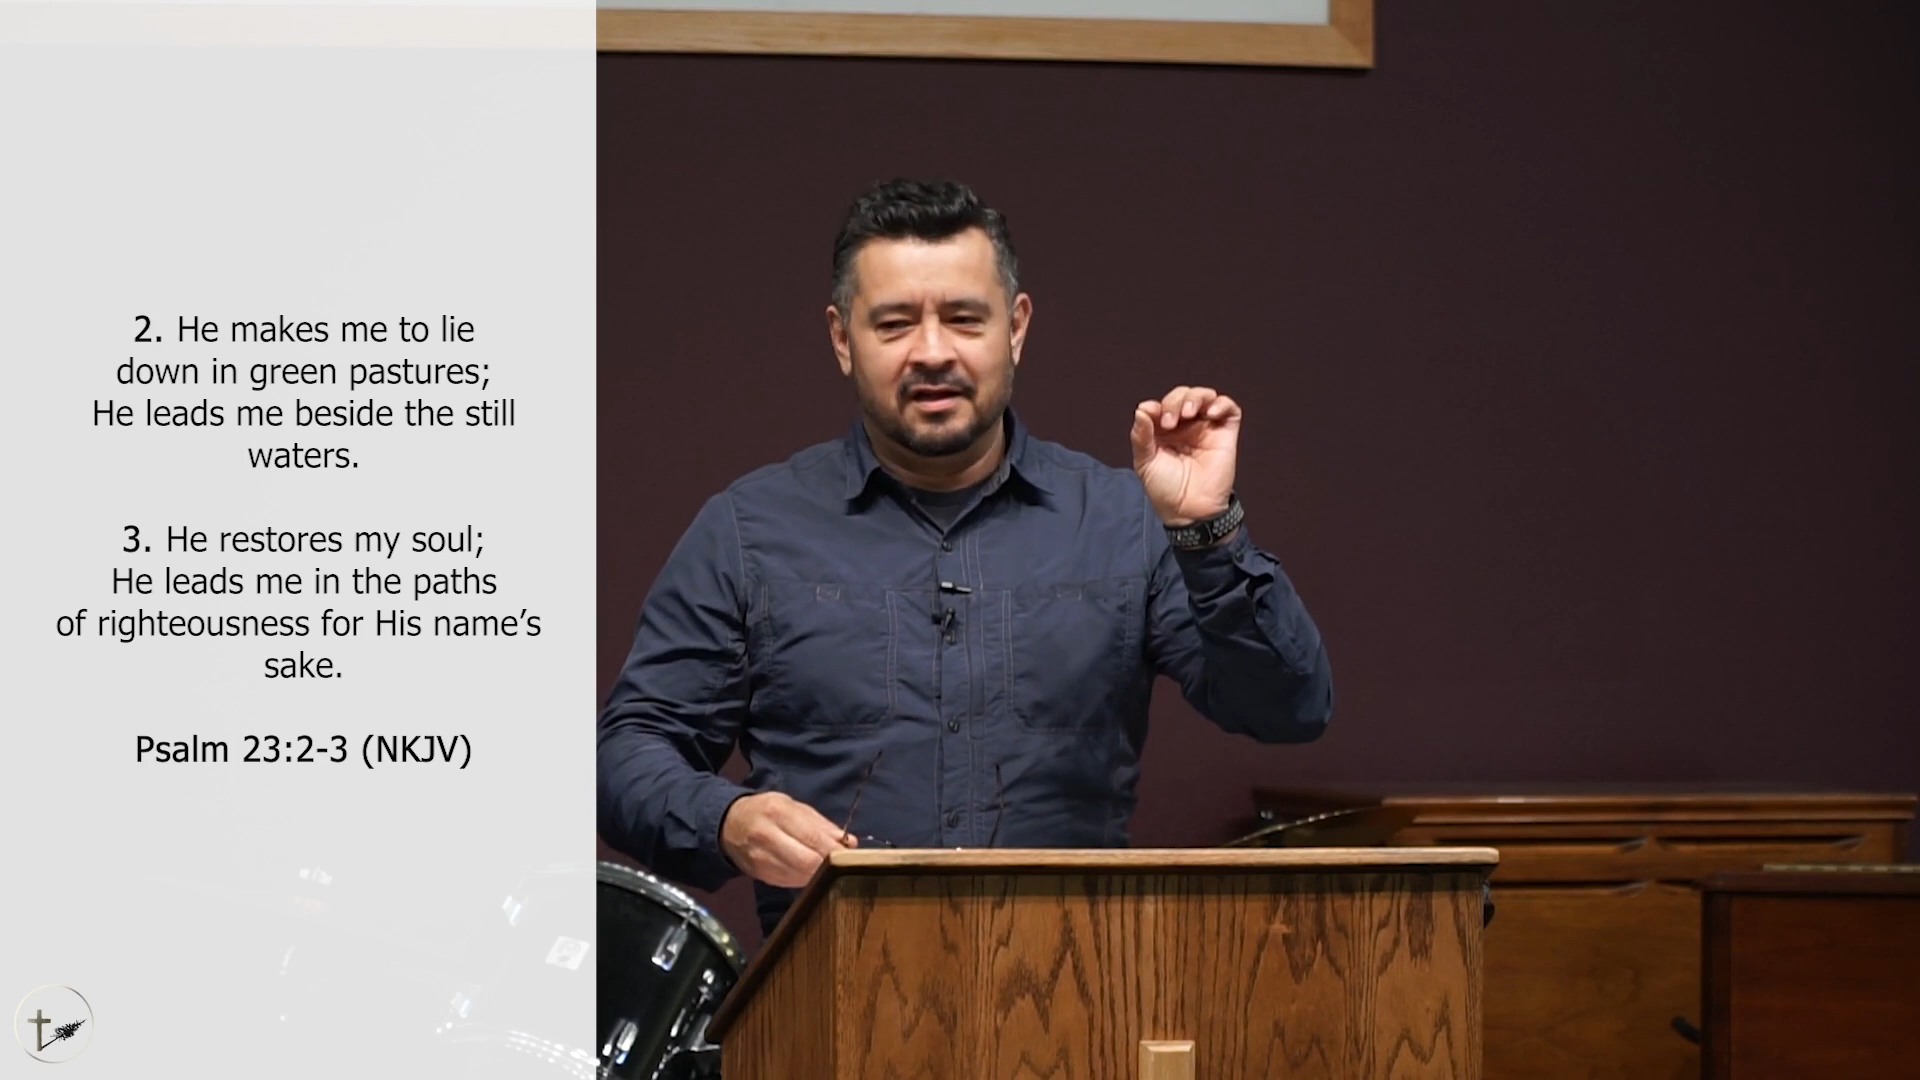 2. He makes me to lie
down in green pastures;
He leads me beside the still
waters.
3. He restores my soul;
He leads me in the paths
of righteousness for His name’s
sake.
Psalm 23:2-3 (NKJV)